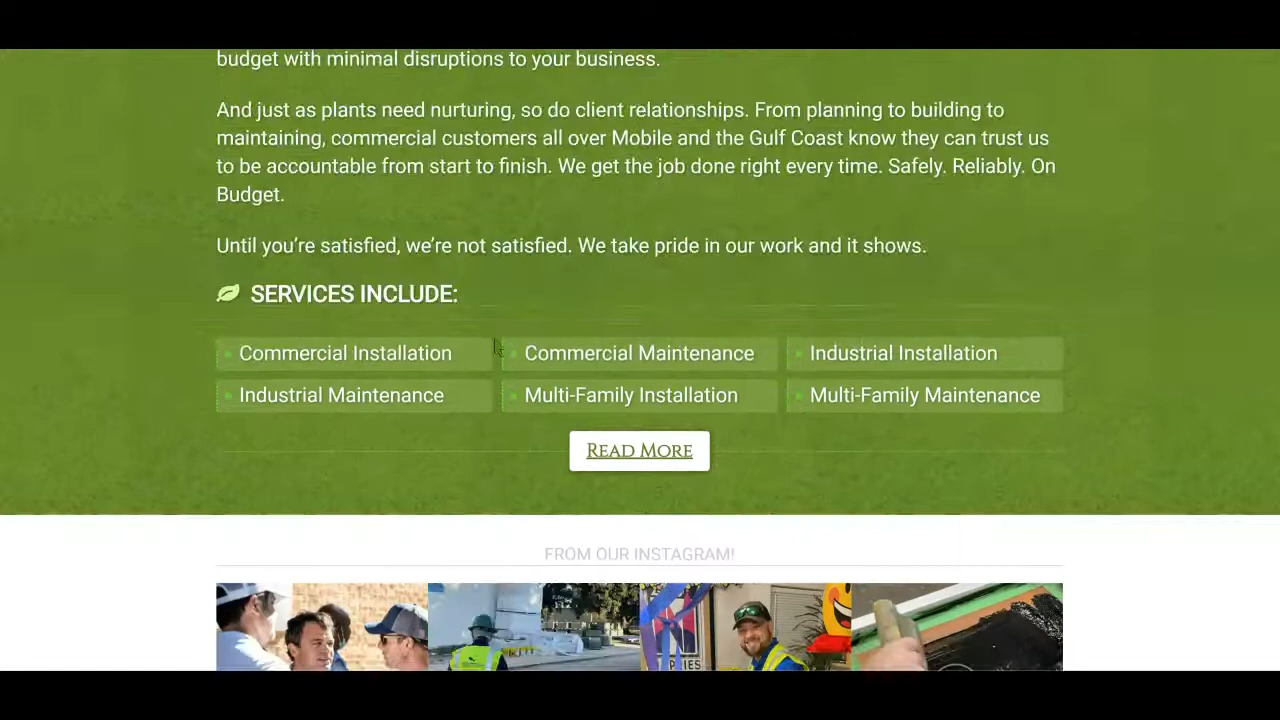 budget with minimal disruptions to your business.
And just as plants need nurturing, so do client relationships. From planning to building to
maintaining, commercial customers all over Mobile and the Gulf Coast know they can trust us
to be accountable from start to finish. We get the job done right every time. Safely. Reliably. On
Budget.
Until you’re satisfied, we’re not satisfied. We take pride in our work and it shows.
SERVICES INCLUDE:
Commercial Installation
Commercial Maintenance
Industrial Installation
Industrial Maintenance
Multi-Family Installation
Multi-Family Maintenance
READ MORE
FROM OUR INSTAGRAM!